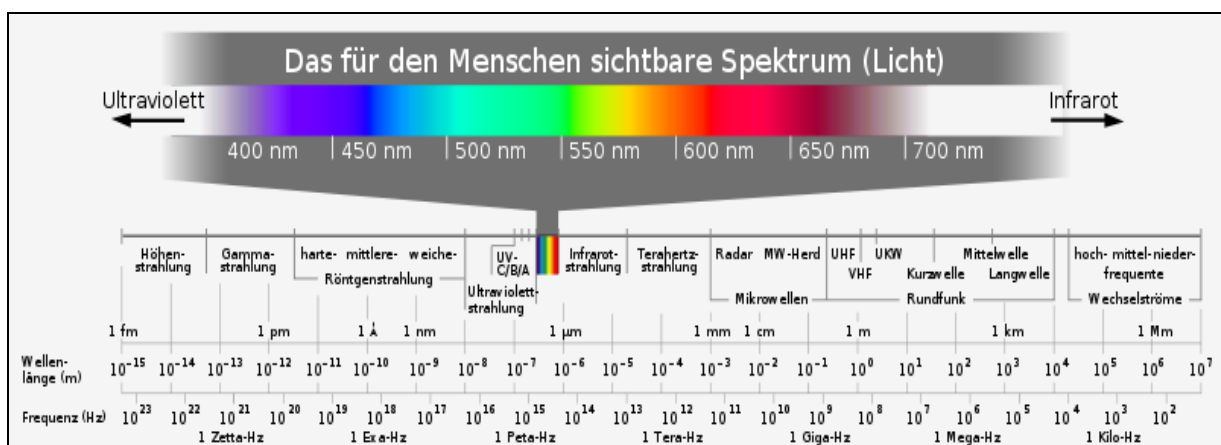 Das für den Menschen sichtbare Spektrum (Licht)
Ultraviolett
Infrarot
400 nm 450 nm 500 nm 550 nm 600 nm 650 nm 700 nm
Höhen-strahlung Gamma-strahlung harte- mittlere- weiche- UV-C/B/A Infrarot-strahlung Terahertz-strahlung Radar MW-Herd UHF UKW Mittelwelle hoch- mittel- nieder-frequente
VHF Kurzwelle Langwelle
Röntgenstrahlung Ultraviolett-strahlung Mikrowellen Rundfunk Wechselströme
1 fm 1 pm 1 Å 1 nm 1 µm 1 mm 1 cm 1 m 1 km 1 Mm
Wellen-länge (m) 10⁻¹⁵ 10⁻¹⁴ 10⁻¹³ 10⁻¹² 10⁻¹¹ 10⁻¹⁰ 10⁻⁹ 10⁻⁸ 10⁻⁷ 10⁻⁶ 10⁻⁵ 10⁻⁴ 10⁻³ 10⁻² 10⁻¹ 10⁰ 10¹ 10² 10³ 10⁴ 10⁵ 10⁶ 10⁷
Frequenz (Hz) 10²³ 10²² 10²¹ 10²⁰ 10¹⁹ 10¹⁸ 10¹⁷ 10¹⁶ 10¹⁵ 10¹⁴ 10¹³ 10¹² 10¹¹ 10¹⁰ 10⁹ 10⁸ 10⁷ 10⁶ 10⁵ 10⁴ 10³ 10²
1 Zetta-Hz 1 Exa-Hz 1 Peta-Hz 1 Tera-Hz 1 Giga-Hz 1 Mega-Hz 1 Kilo-Hz